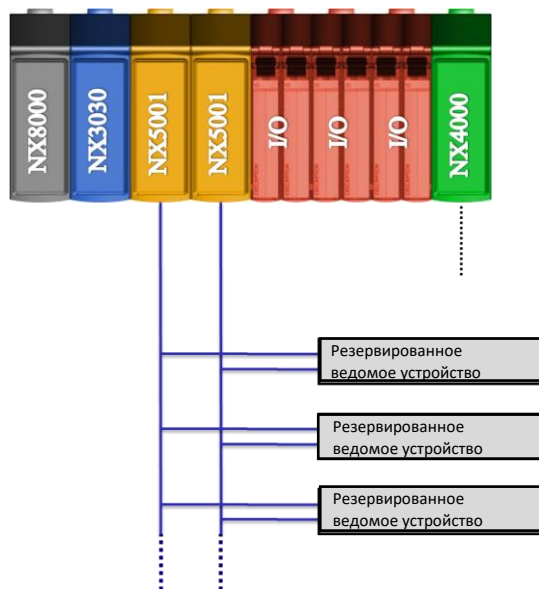 NX8000
NX3030
NX5001
NX5001
I/O
I/O
I/O
NX4000
Резервированное
ведомое устройство
Резервированное
ведомое устройство
Резервированное
ведомое устройство